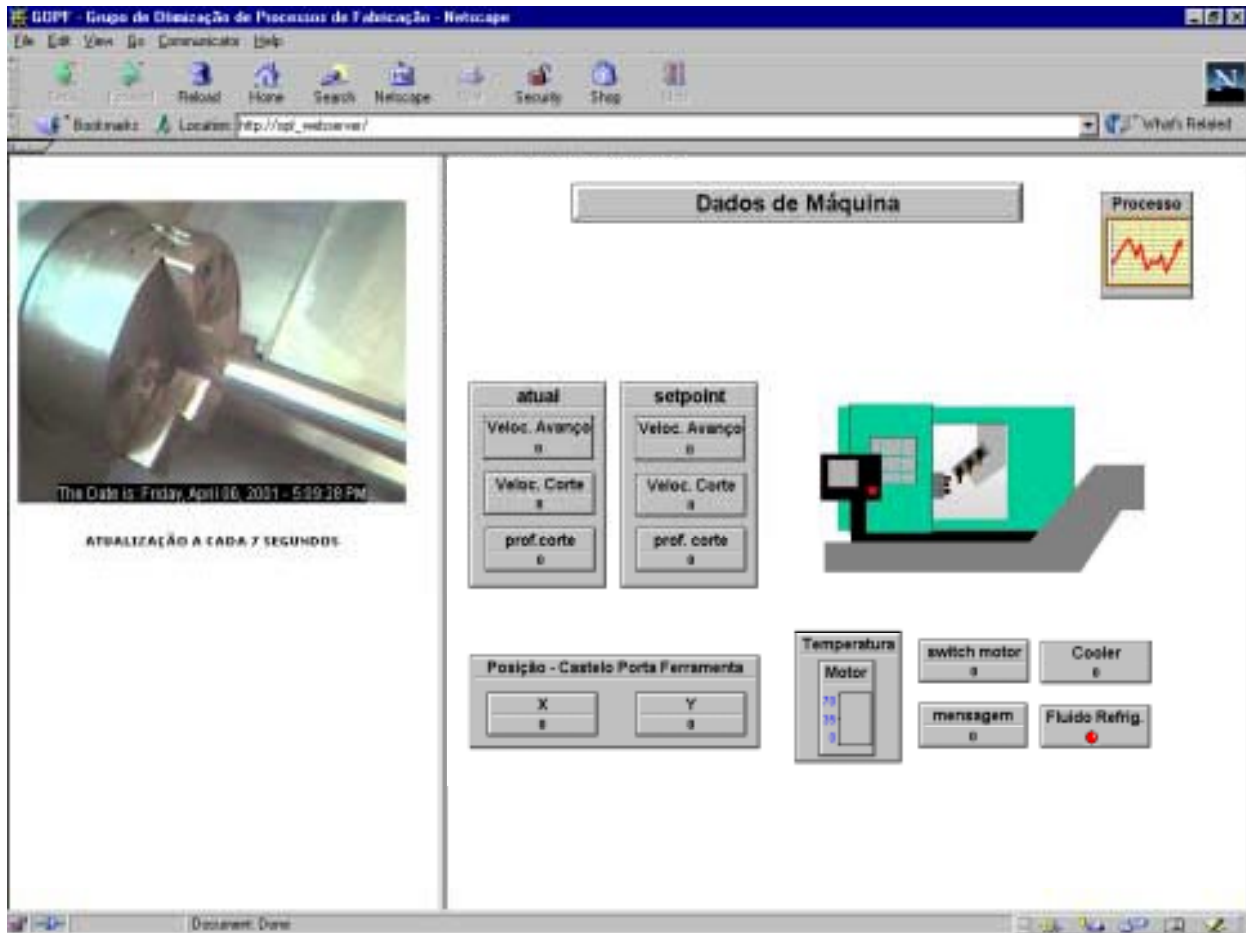 GOPF - Grupo de Otimização de Processos de Fabricação - Netscape
File Edit View Go Communicator Help
Reload Home Search Netscape Security Shop
Bookmarks Location: What's Related
Dados de Máquina
Processo
The Date is: Friday, April 06, 2001 - 5:09:28 PM
ATUALIZAÇÃO A CADA 7 SEGUNDOS
atual
Veloc. Avanço
0
Veloc. Corte
0
prof.corte
0
setpoint
Veloc. Avanço
0
Veloc. Corte
0
prof. corte
0
Posição - Castelo Porta Ferramenta
X
0
Y
0
Temperatura
Motor
70
35
0
switch motor
0
Cooler
0
mensagem
0
Fluido Refrig.
Document: Done